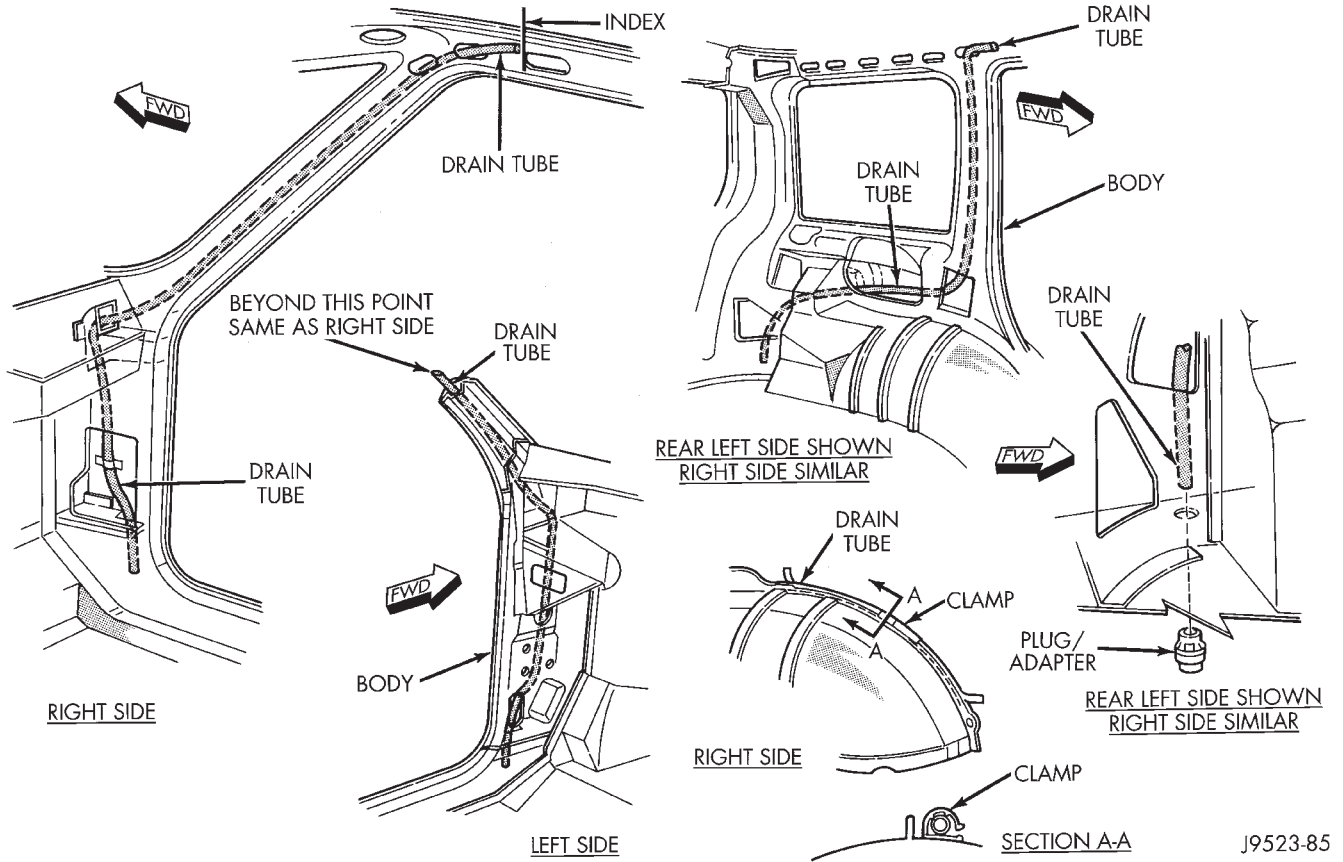 INDEX
DRAIN TUBE
FWD
BEYOND THIS POINT
SAME AS RIGHT SIDE
DRAIN
TUBE
DRAIN
TUBE
RIGHT SIDE
FWD
BODY
LEFT SIDE
DRAIN
TUBE
FWD
DRAIN
TUBE
BODY
REAR LEFT SIDE SHOWN
RIGHT SIDE SIMILAR
DRAIN
TUBE
FWD
PLUG/
ADAPTER
REAR LEFT SIDE SHOWN
RIGHT SIDE SIMILAR
DRAIN
TUBE
A
CLAMP
A
RIGHT SIDE
CLAMP
SECTION A-A
J9523-85